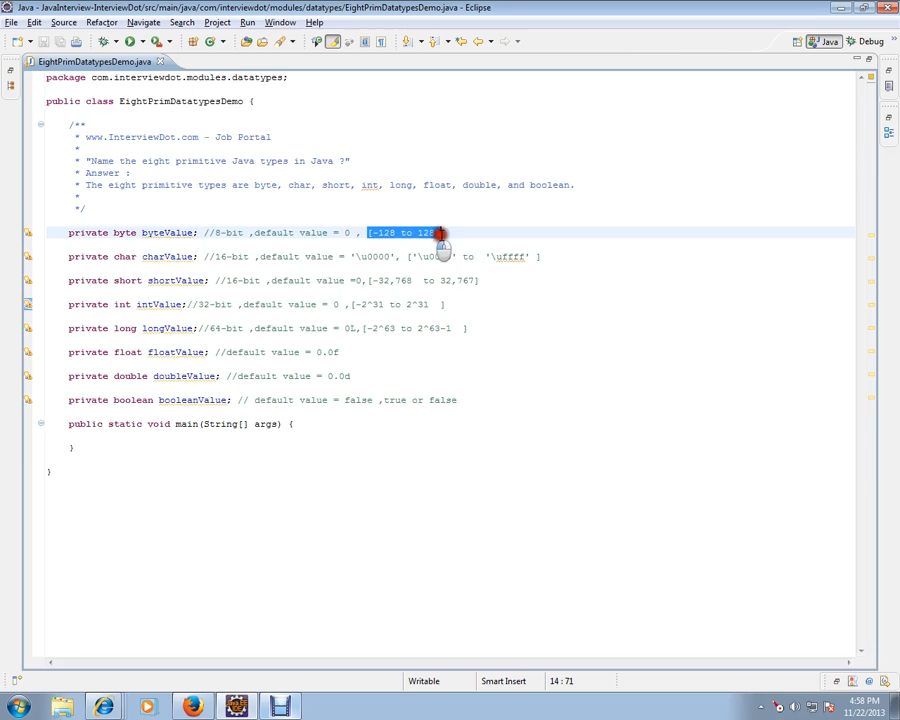 Java - JavaInterview-InterviewDot/src/main/java/com/interviewdot/modules/datatypes/EightPrimDatatypesDemo.java - Eclipse
File Edit Source Refactor Navigate Search Project Run Window Help
Java Debug
EightPrimDatatypesDemo.java
package com.interviewdot.modules.datatypes;
public class EightPrimDatatypesDemo {
/**
* www.InterviewDot.com - Job Portal
*
* "Name the eight primitive Java types in Java ?"
* Answer :
* The eight primitive types are byte, char, short, int, long, float, double, and boolean.
*
*/
private byte byteValue; //8-bit ,default value = 0 , [-128 to 128
private char charValue; //16-bit ,default value = '\u0000', ['\u00 ' to '\uffff' ]
private short shortValue; //16-bit ,default value =0,[-32,768 to 32,767]
private int intValue;//32-bit ,default value = 0 ,[-2^31 to 2^31 ]
private long longValue;//64-bit ,default value = 0L,[-2^63 to 2^63-1 ]
private float floatValue; //default value = 0.0f
private double doubleValue; //default value = 0.0d
private boolean booleanValue; // default value = false ,true or false
public static void main(String[] args) {
}
}
Writable Smart Insert 14 : 71
4:58 PM
11/22/2013